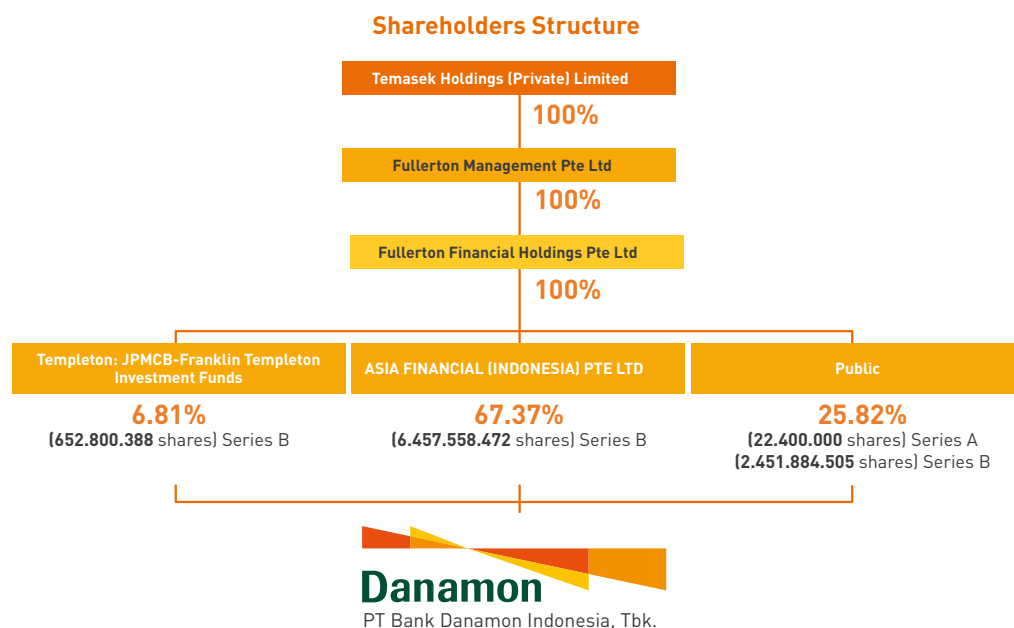 Shareholders Structure
Temasek Holdings (Private) Limited
100%
Fullerton Management Pte Ltd
100%
Fullerton Financial Holdings Pte Ltd
100%
Templeton: JPMCB-Franklin Templeton
Investment Funds
6.81%
(652.800.388 shares) Series B
ASIA FINANCIAL (INDONESIA) PTE LTD
67.37%
(6.457.558.472 shares) Series B
Public
25.82%
(22.400.000 shares) Series A
(2.451.884.505 shares) Series B
Danamon
PT Bank Danamon Indonesia, Tbk.